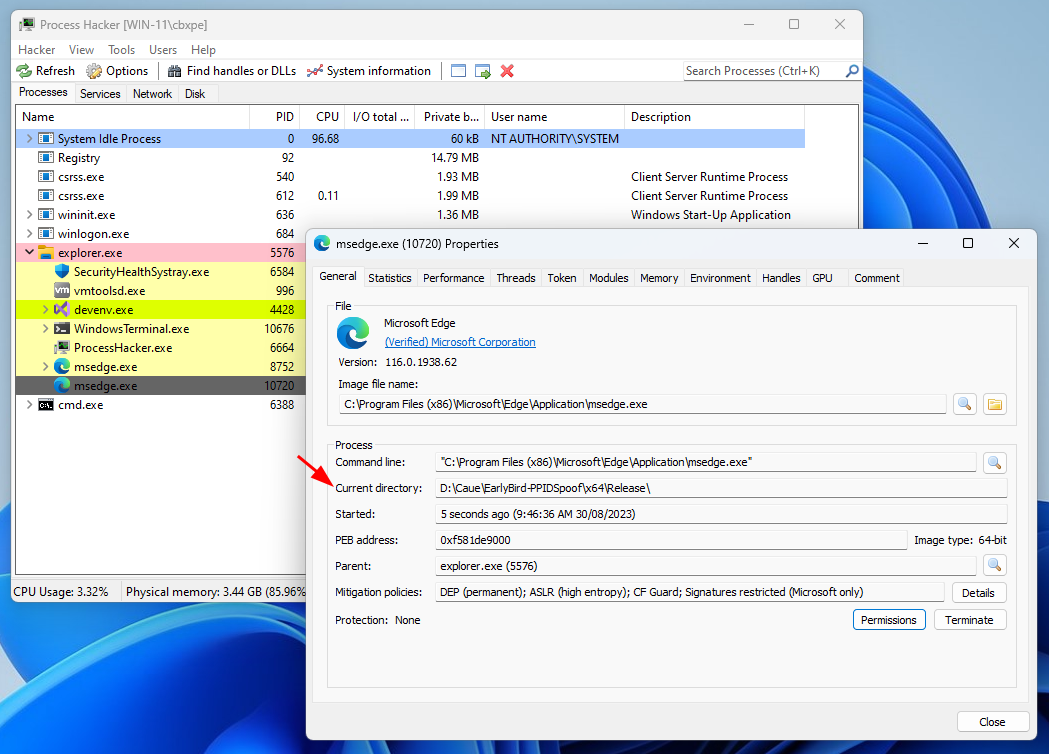 Process Hacker [WIN-11\cbxpe]
Hacker View Tools Users Help
Refresh Options Find handles or DLLs System information Search Processes (Ctrl+K)
Processes Services Network Disk
Name PID CPU I/O total ... Private b... User name Description
System Idle Process 0 96.68 60 kB NT AUTHORITY\SYSTEM
Registry 92 14.79 MB
csrss.exe 540 1.93 MB Client Server Runtime Process
csrss.exe 612 0.11 1.99 MB Client Server Runtime Process
wininit.exe 636 1.36 MB Windows Start-Up Application
winlogon.exe 684
explorer.exe 5576
SecurityHealthSystray.exe 6584
vm vmtoolsd.exe 996
devenv.exe 4428
WindowsTerminal.exe 10676
ProcessHacker.exe 6664
msedge.exe 8752
msedge.exe 10720
cmd.exe 6388
CPU Usage: 3.32% Physical memory: 3.44 GB (85.96%
msedge.exe (10720) Properties
General Statistics Performance Threads Token Modules Memory Environment Handles GPU Comment
File
Microsoft Edge
(Verified) Microsoft Corporation
Version: 116.0.1938.62
Image file name:
C:\Program Files (x86)\Microsoft\Edge\Application\msedge.exe
Process
Command line: "C:\Program Files (x86)\Microsoft\Edge\Application\msedge.exe"
Current directory: D:\Caue\EarlyBird-PPIDSpoof\x64\Release\
Started: 5 seconds ago (9:46:36 AM 30/08/2023)
PEB address: 0xf581de9000 Image type: 64-bit
Parent: explorer.exe (5576)
Mitigation policies: DEP (permanent); ASLR (high entropy); CF Guard; Signatures restricted (Microsoft only) Details
Protection: None Permissions Terminate
Close